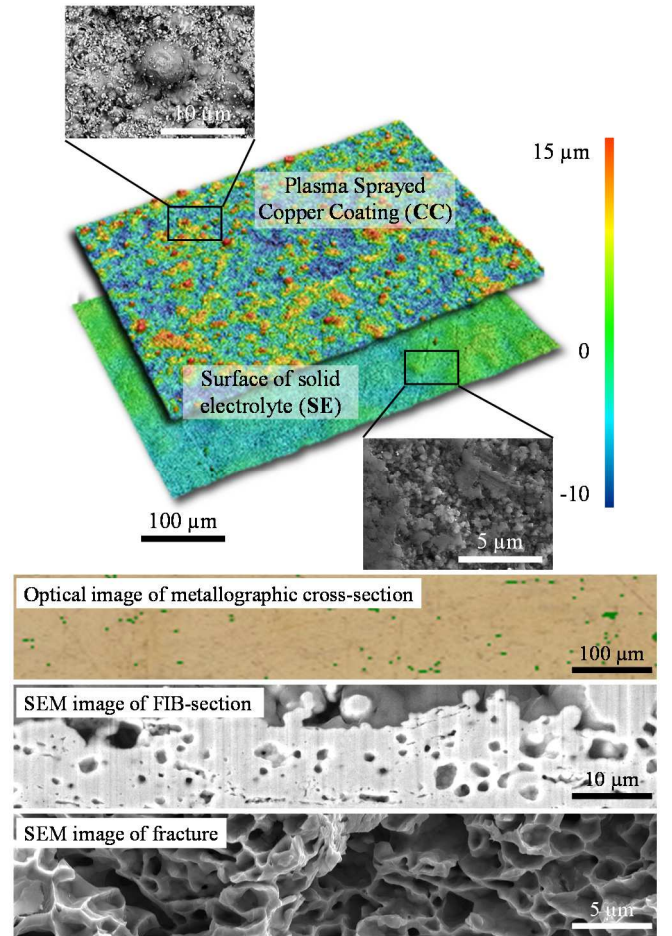 10 µm
15 µm
Plasma Sprayed
Copper Coating (CC)
0
Surface of solid
electrolyte (SE)
-10
100 µm
5 µm
Optical image of metallographic cross-section
100 µm
SEM image of FIB-section
10 µm
SEM image of fracture
5 µm